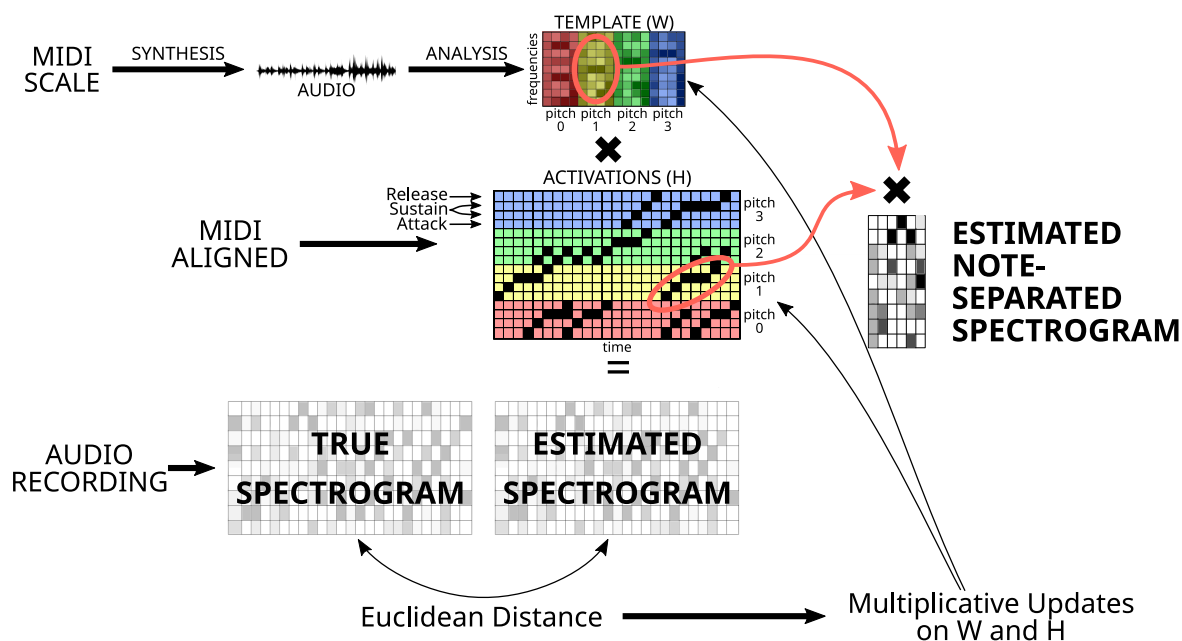 TEMPLATE (W)
MIDI
SCALE
SYNTHESIS
AUDIO
ANALYSIS
frequencies
pitch
0
pitch
1
pitch
2
pitch
3
ACTIVATIONS (H)
Release
Sustain
Attack
MIDI
ALIGNED
pitch
3
pitch
2
pitch
1
pitch
0
time
=
ESTIMATED
NOTE-
SEPARATED
SPECTROGRAM
AUDIO
RECORDING
TRUE
SPECTROGRAM
ESTIMATED
SPECTROGRAM
Euclidean Distance
Multiplicative Updates
on W and H